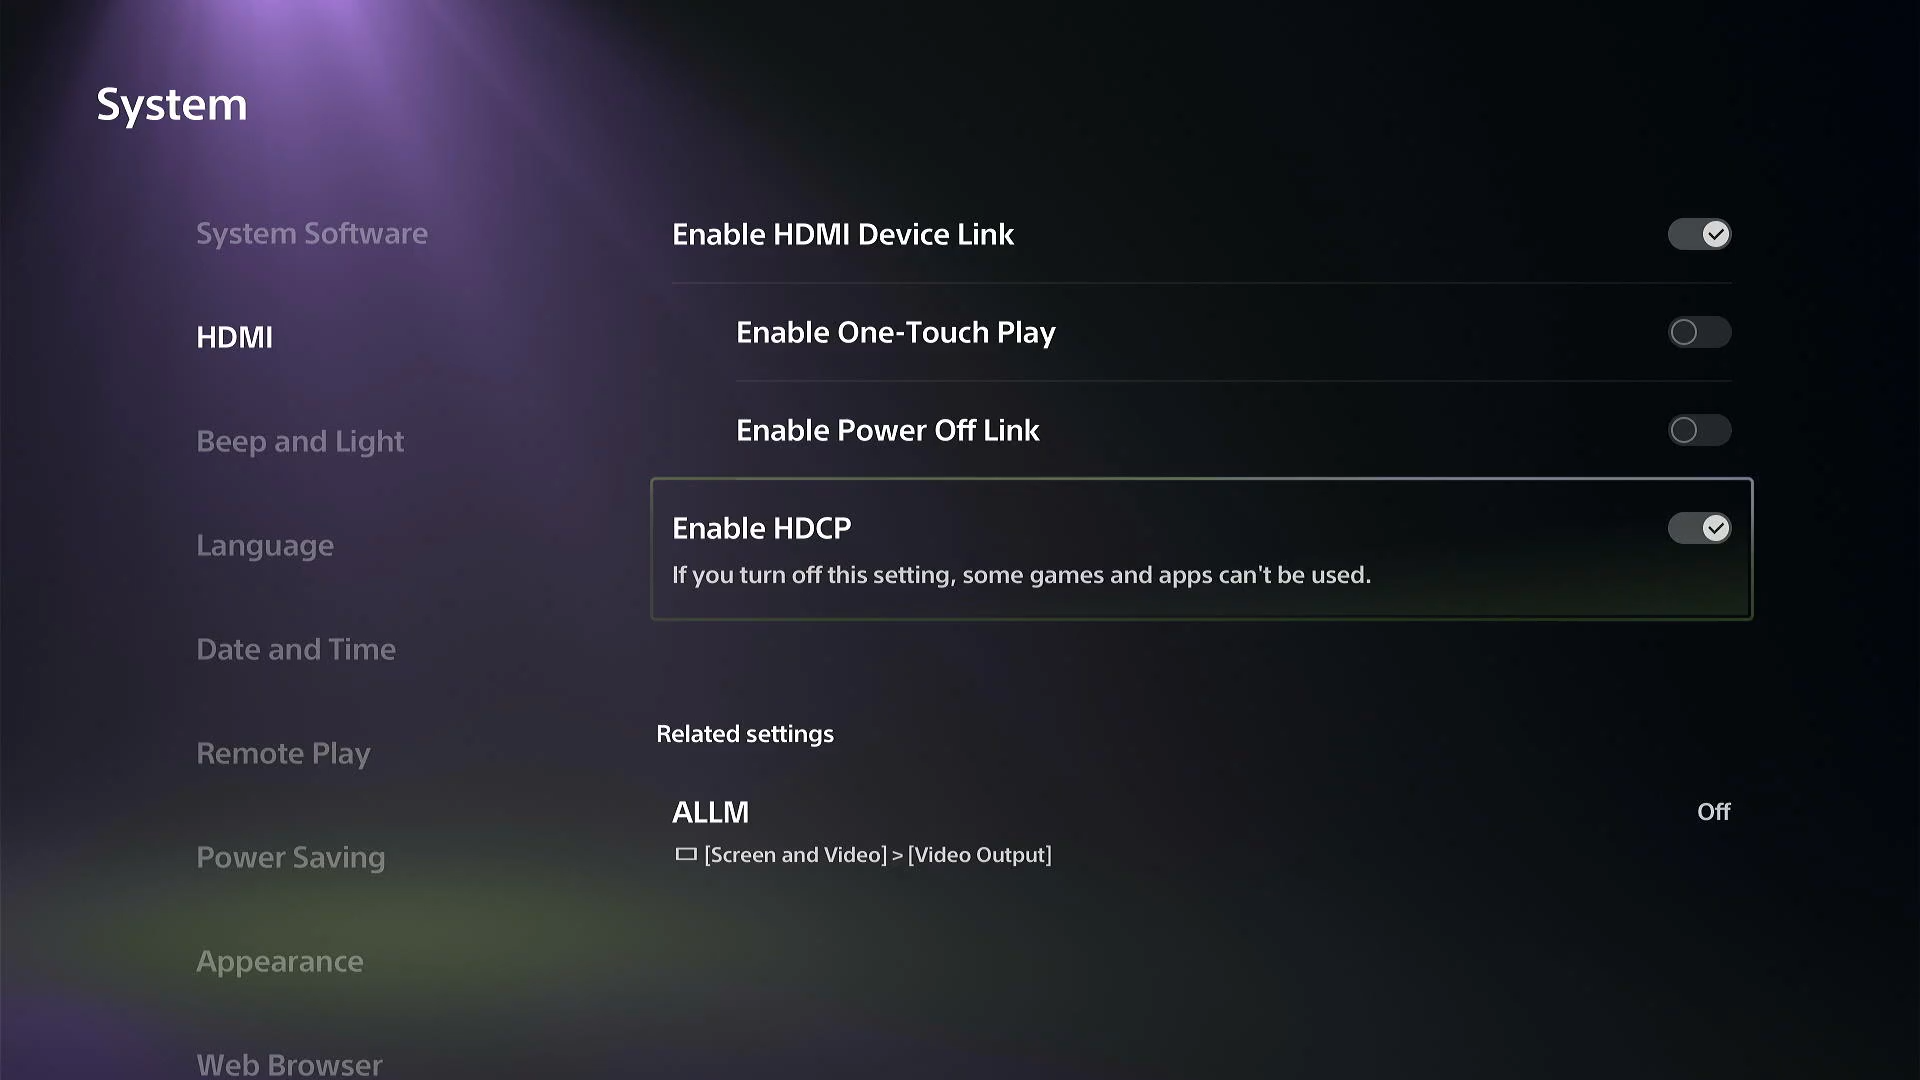 System
System Software
HDMI
Beep and Light
Language
Date and Time
Remote Play
Power Saving
Appearance
Web Browser
Enable HDMI Device Link
Enable One-Touch Play
Enable Power Off Link
Enable HDCP
If you turn off this setting, some games and apps can't be used.
Related settings
ALLM
Off
[Screen and Video] > [Video Output]